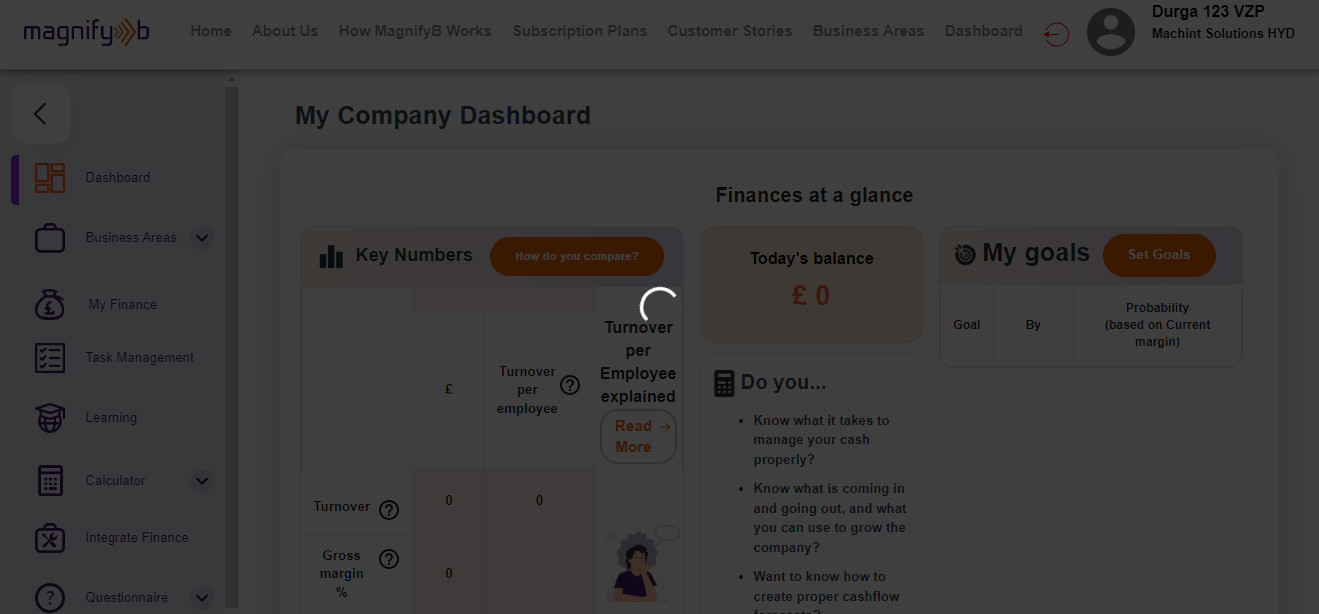 magnifyb
Home
About Us
How MagnifyB Works
Subscription Plans
Customer Stories
Business Areas
Dashboard
Durga 123 VZP
Machint Solutions HYD
Dashboard
Business Areas
My Finance
Task Management
Learning
Calculator
Integrate Finance
Questionnaire
My Company Dashboard
Finances at a glance
Key Numbers
How do you compare?
£
Turnover
per
employee
Turnover
per
Employee
explained
Read
More
Turnover
0
0
Gross
margin
%
0
Today's balance
£ 0
Do you...
• Know what it takes to
manage your cash
properly?
• Know what is coming in
and going out, and what
you can use to grow the
company?
• Want to know how to
create proper cashflow
forecasts?
My goals
Set Goals
Goal
By
Probability
(based on Current
margin)